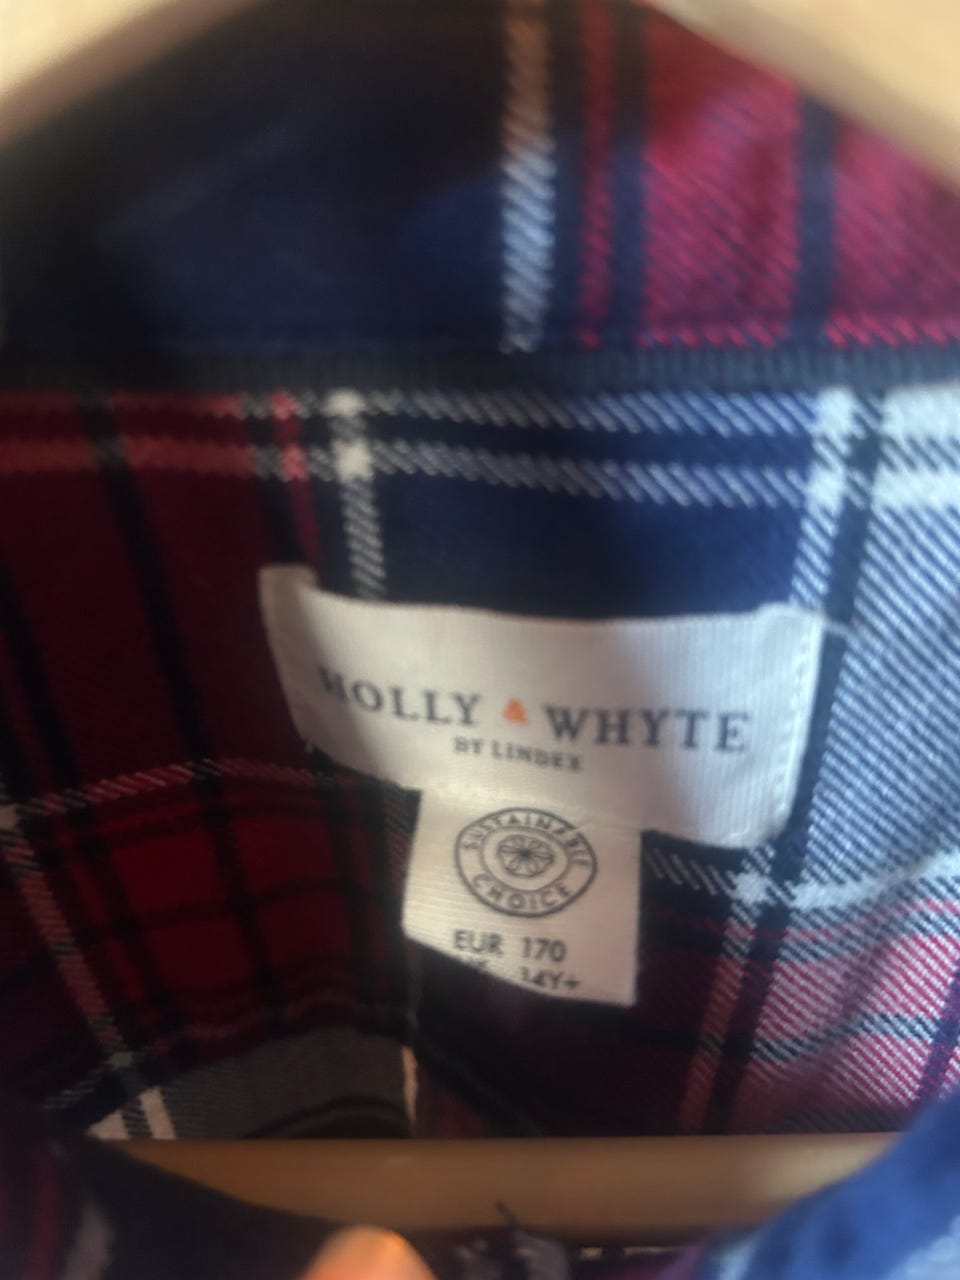 HOLLY & WHYTE
BY LINDEX
SUSTAINABLE
CHOICE
EUR 170
14Y+